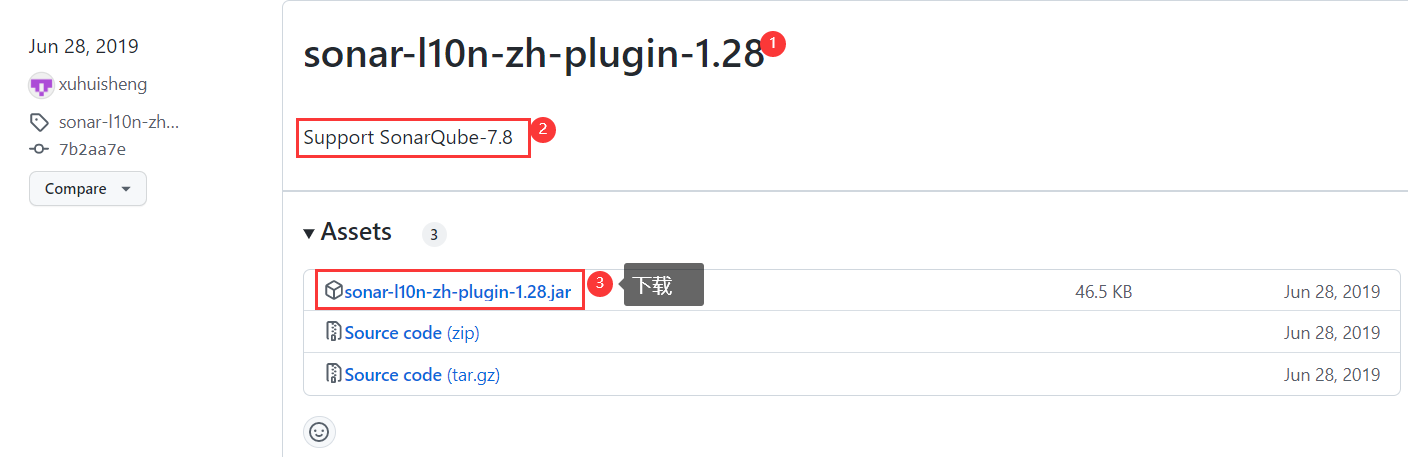 Jun 28, 2019
xuhuisheng
sonar-l10n-zh...
7b2aa7e
Compare
sonar-l10n-zh-plugin-1.28 1
Support SonarQube-7.8 2
Assets 3
sonar-l10n-zh-plugin-1.28.jar 3 下载 46.5 KB Jun 28, 2019
Source code (zip) Jun 28, 2019
Source code (tar.gz) Jun 28, 2019